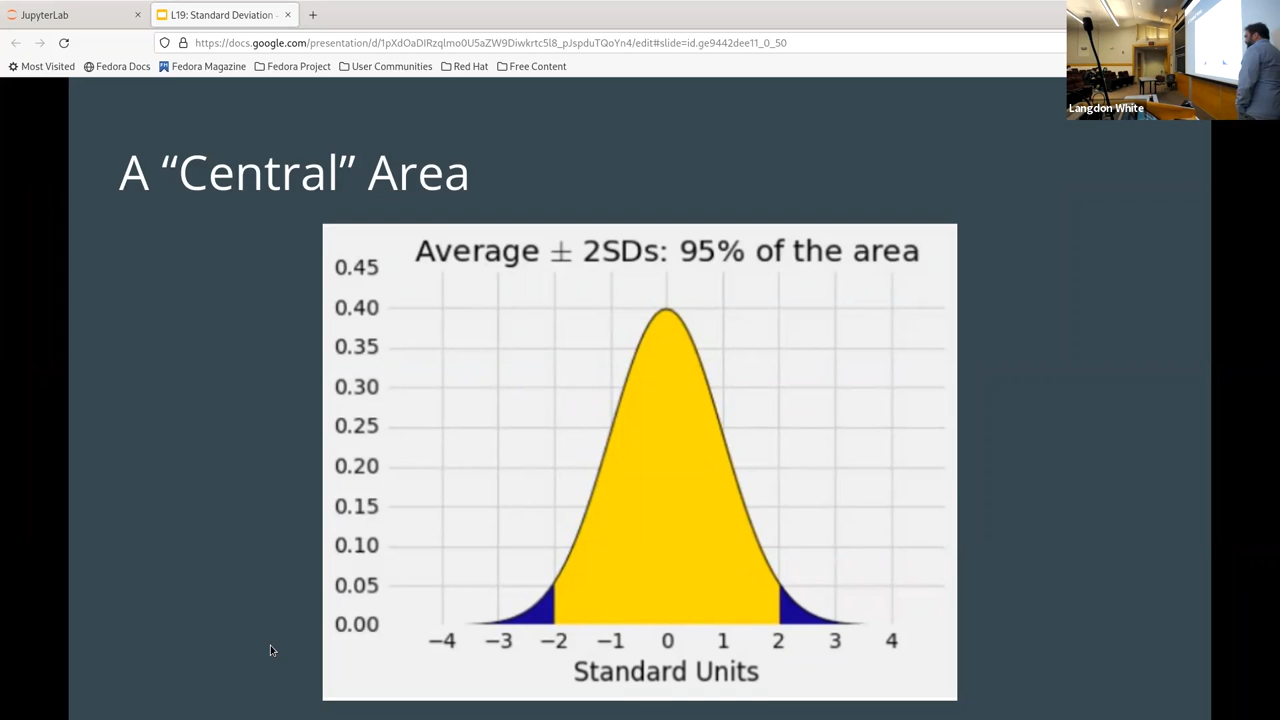 JupyterLab
L19: Standard Deviation
https://docs.google.com/presentation/d/1pXdOaDIRzqlmw0U5aZW9Diwkrtc5l8_pJspduTQoYn4/edit#slide=id.ge9442dee11_0_50
Most Visited Fedora Docs Fedora Magazine Fedora Project User Communities Red Hat Free Content
Langdon White
A “Central” Area
Average ± 2SDs: 95% of the area
0.45
0.40
0.35
0.30
0.25
0.20
0.15
0.10
0.05
0.00
−4 −3 −2 −1 0 1 2 3 4
Standard Units